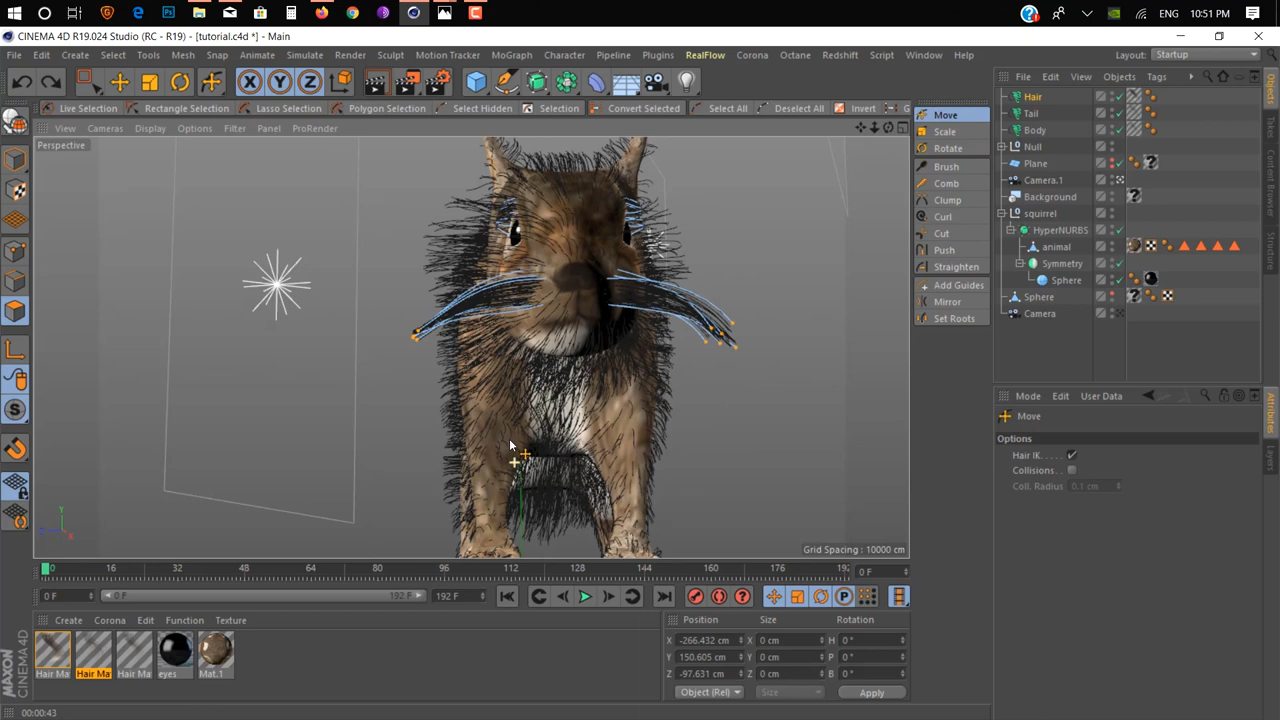 ENG 10:51 PM
CINEMA 4D R19.024 Studio (RC - R19) - [tutorial.c4d *] - Main
File Edit Create Select Tools Mesh Snap Animate Simulate Render Sculpt Motion Tracker MoGraph Character Pipeline Plugins RealFlow Corona Octane Redshift Script Window Help Layout: Startup
File Edit View Objects Tags
Live Selection Rectangle Selection Lasso Selection Polygon Selection Select Hidden Selection Convert Selected Select All Deselect All Invert G
View Cameras Display Options Filter Panel ProRender
Perspective
Move
Scale
Rotate
Brush
Comb
Clump
Curl
Cut
Push
Straighten
Add Guides
Mirror
Set Roots
Hair
Tail
Body
Null
Plane
Camera.1
Background
squirrel
HyperNURBS
animal
Symmetry
Sphere
Sphere
Camera
Objects
Takes
Content Browser
Structure
Mode Edit User Data
Move
Options
Hair IK
Collisions
Coll. Radius 0.1 cm
Attributes
Layers
Y
Z
X
Grid Spacing : 10000 cm
0 16 32 48 64 80 96 112 128 144 160 176 192 0 F
0 F 0 F 192 F 192 F
Create Corona Edit Function Texture
Hair Ma Hair Ma Hair Ma eyes Mat.1
Position Size Rotation
X -266.432 cm X 0 cm H 0 °
Y 150.605 cm Y 0 cm P 0 °
Z -97.631 cm Z 0 cm B 0 °
Object (Rel) Size Apply
MAXON CINEMA 4D
00:00:43